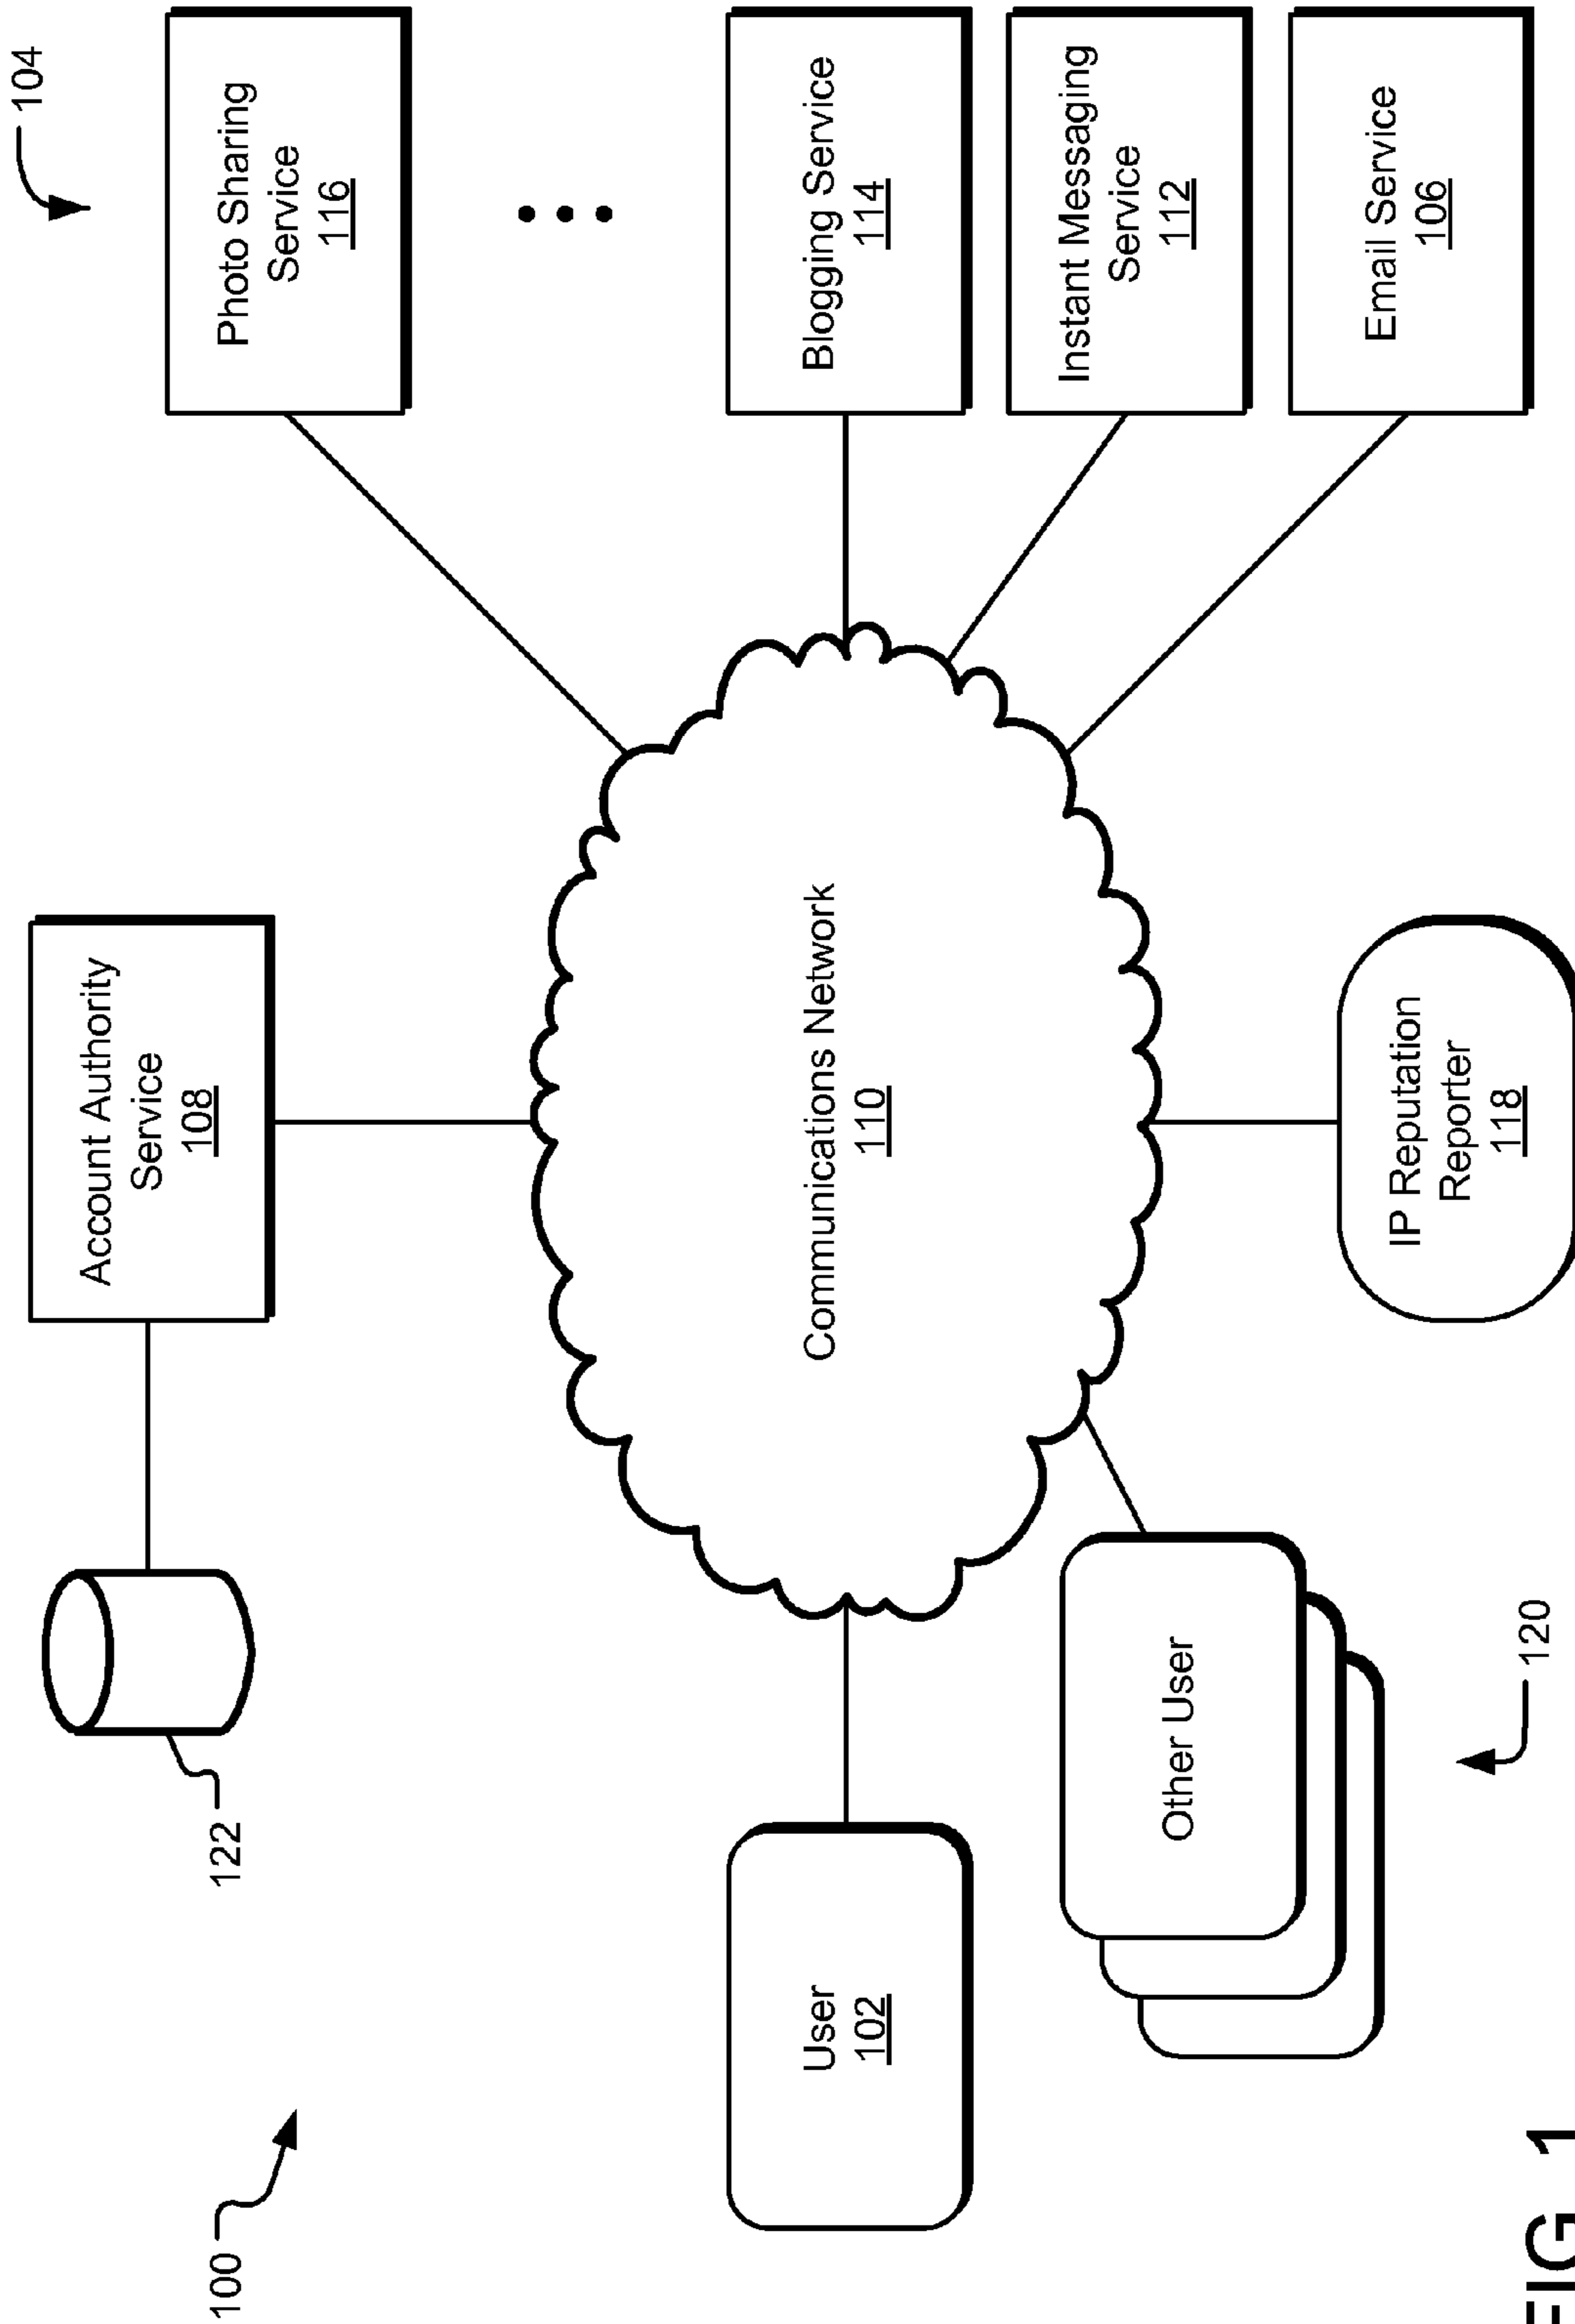 100
122
104
Account Authority
Service
108
Photo Sharing
Service
116
User
102
Communications Network
110
Blogging Service
114
Instant Messaging
Service
112
Email Service
106
Other User
120
IP Reputation
Reporter
118
FIG. 1